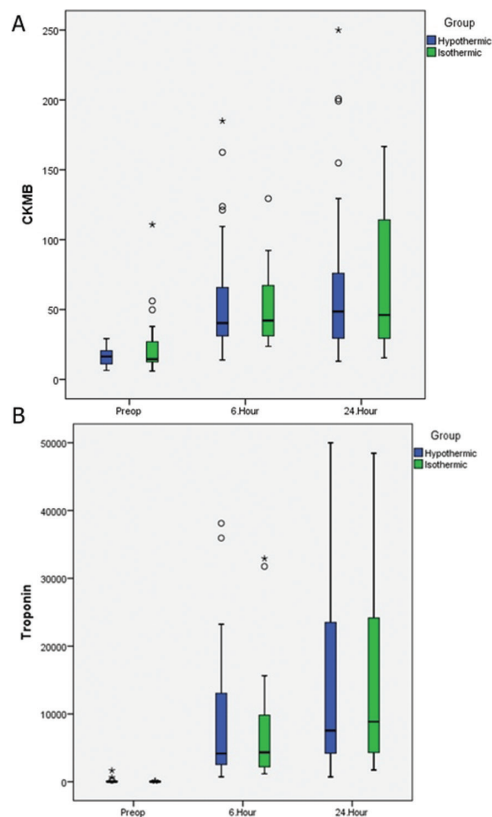 A
Group
Hypothermic
Isothermic
250
200
150
100
50
0
CKMB
Preop
6.Hour
24.Hour
B
Group
Hypothermic
Isothermic
50000
40000
30000
20000
10000
0
Troponin
Preop
6.Hour
24.Hour